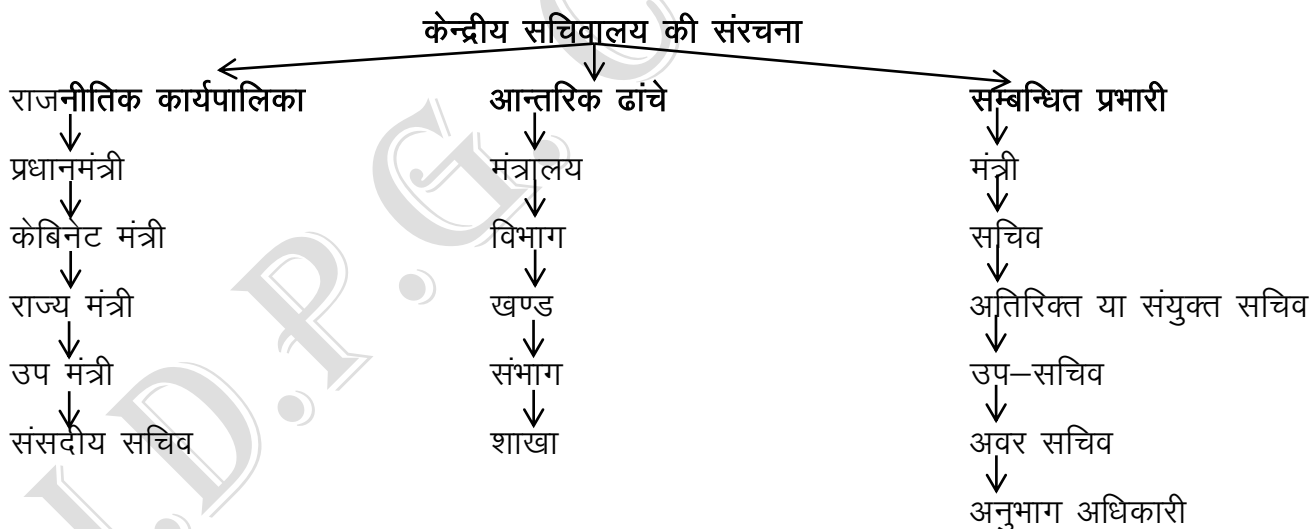 केन्द्रीय सचिवालय की संरचना
राजनीतिक कार्यपालिका आन्तरिक ढांचे सम्बन्धित प्रभारी
प्रधानमंत्री मंत्रालय मंत्री
केबिनेट मंत्री विभाग सचिव
राज्य मंत्री खण्ड अतिरिक्त या संयुक्त सचिव
उप मंत्री संभाग उप–सचिव
संसदीय सचिव शाखा अवर सचिव
अनुभाग अधिकारी
J.D.P.G. C